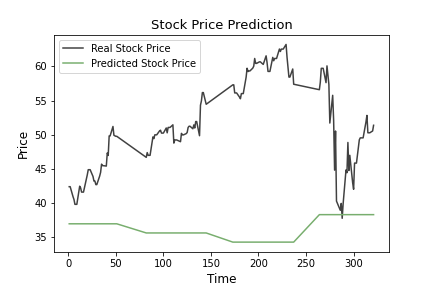 Stock Price Prediction
Real Stock Price
Predicted Stock Price
Price
60
55
50
45
40
35
0 50 100 150 200 250 300
Time